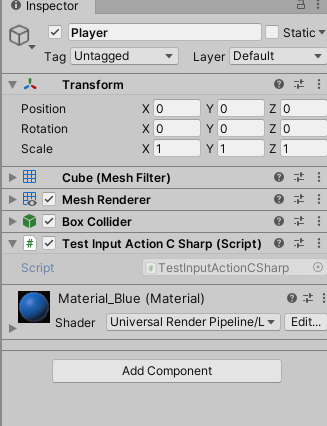 Inspector
Player Static
Tag Untagged Layer Default
Transform
Position X 0 Y 0 Z 0
Rotation X 0 Y 0 Z 0
Scale X 1 Y 1 Z 1
Cube (Mesh Filter)
Mesh Renderer
Box Collider
# Test Input Action C Sharp (Script)
Script # TestInputActionCSharp
Material_Blue (Material)
Shader Universal Render Pipeline/L Edit...
Add Component